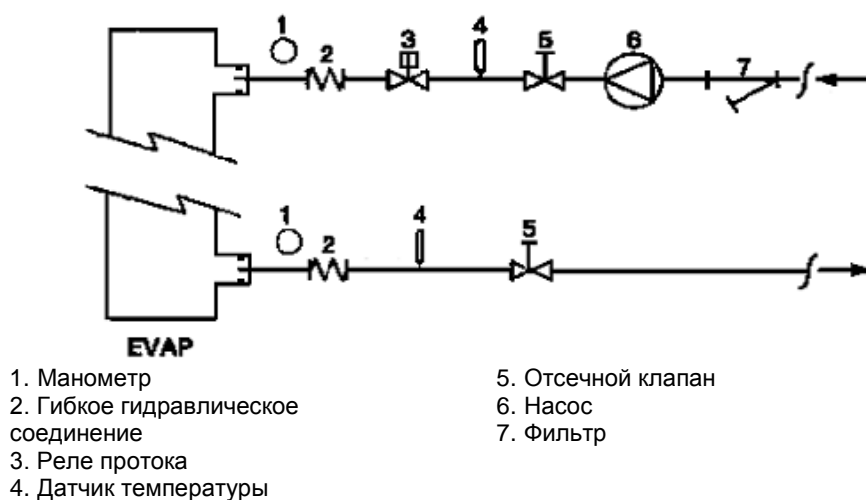 1 2 3 4 5 6 7
1 2 4 5
EVAP
1. Манометр
2. Гибкое гидравлическое
соединение
3. Реле протока
4. Датчик температуры
5. Отсечной клапан
6. Насос
7. Фильтр